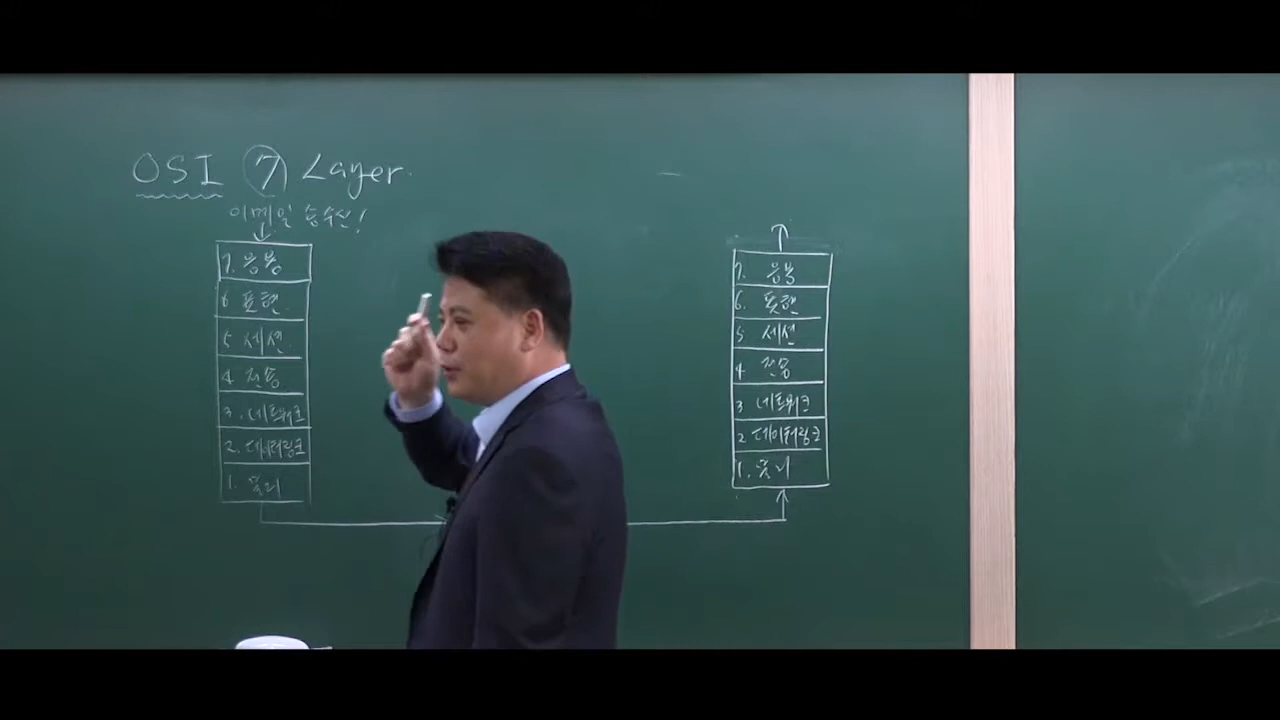 OSI 7 Layer.
이메일 송수신!
7. 응용
6 표현
5 세션
4 전송
3. 네트워크
2. 데이터링크
1. 물리
7. 응용
6. 표현
5 세션
4 전송
3 네트워크
2 데이터링크
1. 물리